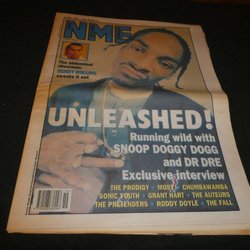 NME
The abdominal
showman:
HENRY ROLLINS
sweats it out
UNLEASHED!
Running wild with
SNOOP DOGGY DOGG
and DR DRE
Exclusive interview
THE PRODIGY • MOBY • CHUMBAWAMBA
SONIC YOUTH • GRANT HART • THE AUTEURS
THE PRETENDERS • RODDY DOYLE • THE FALL